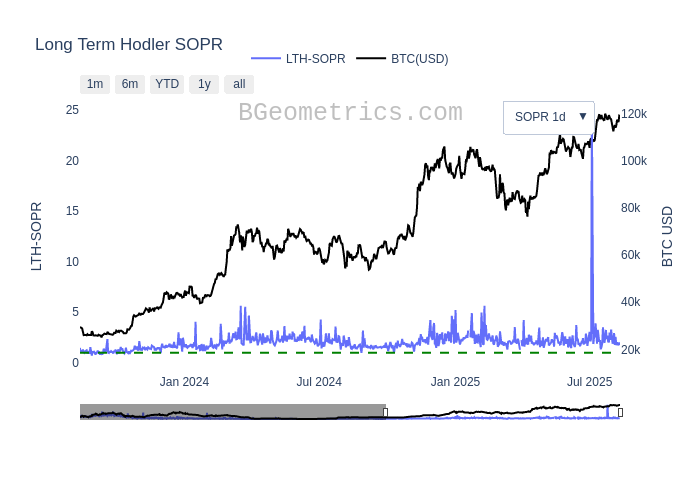 Long Term Hodler SOPR
LTH-SOPR BTC(USD)
1m 6m YTD 1y all
BGeometrics.com
SOPR 1d ▼
25
20
15
10
5
0
LTH-SOPR
120k
100k
80k
60k
40k
20k
BTC USD
Jan 2024 Jul 2024 Jan 2025 Jul 2025